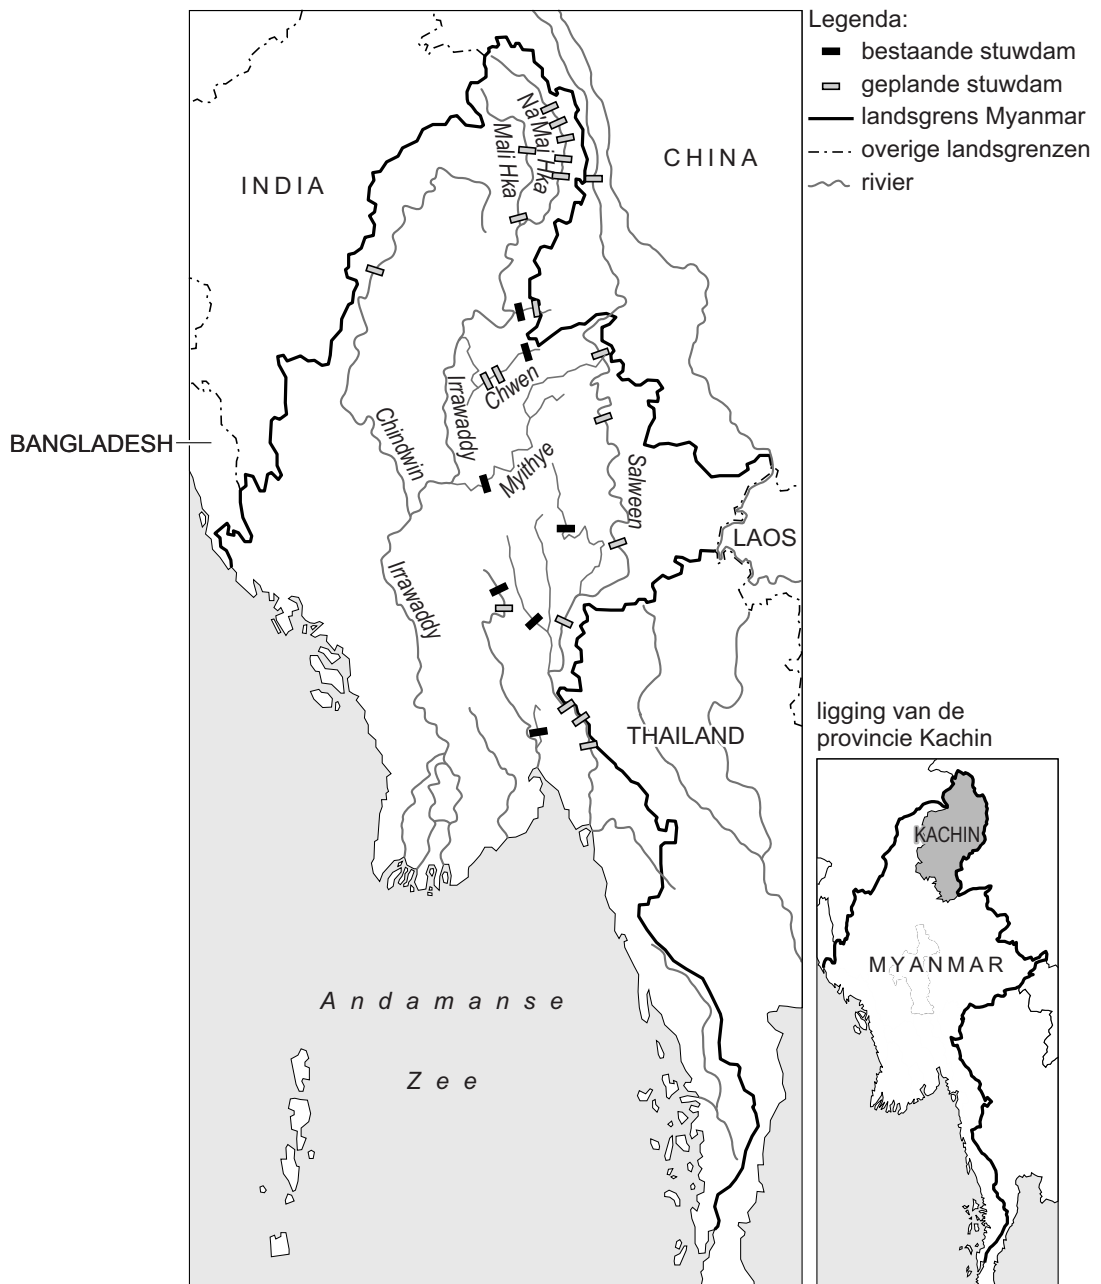 Legenda:
bestaande stuwdam
geplande stuwdam
landsgrens Myanmar
overige landsgrenzen
rivier
INDIA
CHINA
Na'Mai Hka
Mali Hka
Irrawaddy
Chwen
Chindwin
Myithye
Salween
BANGLADESH
LAOS
Irrawaddy
THAILAND
Andamanse
Zee
ligging van de
provincie Kachin
KACHIN
MYANMAR